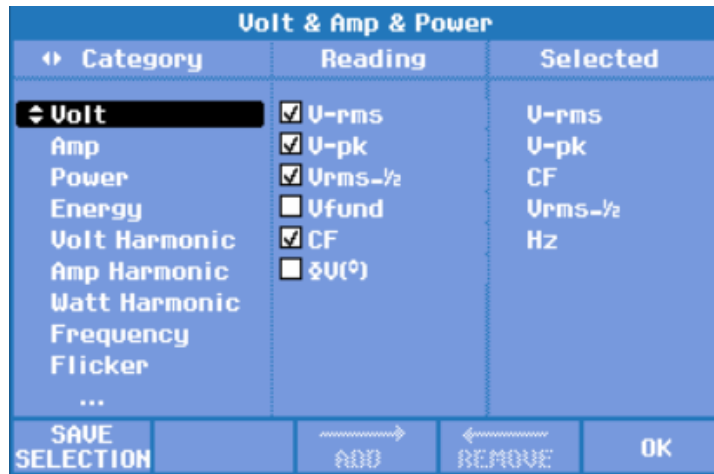 Volt & Amp & Power
Category
Reading
Selected
Volt
Amp
Power
Energy
Volt Harmonic
Amp Harmonic
Watt Harmonic
Frequency
Flicker
...
V-rms
V-pk
Vrms-½
Vfund
CF
ΦV(°)
V-rms
V-pk
CF
Vrms-½
Hz
SAVE
SELECTION
ADD
REMOVE
OK